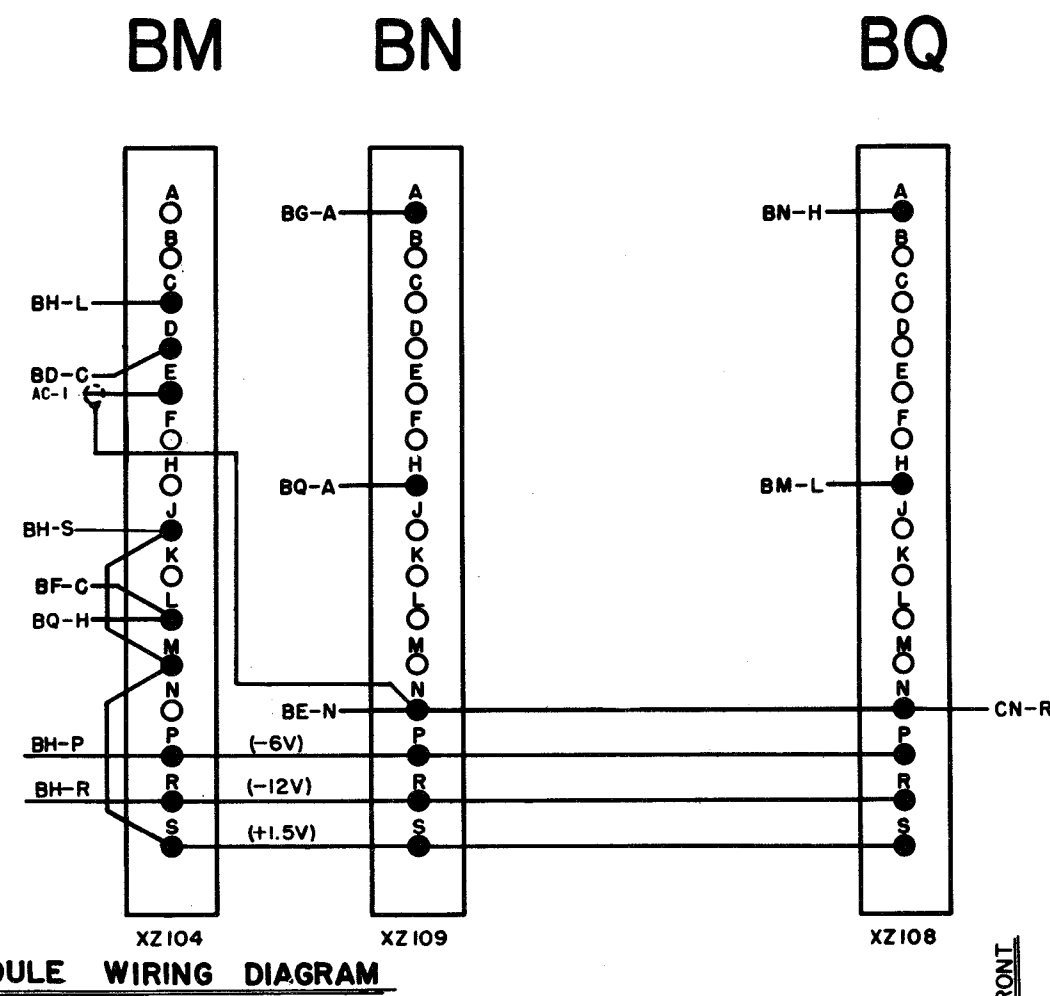 BM BN BQ
A A A
BG-A BN-H
B B B
C C C
BH-L
D D D
BD-C
E E E
AC-1
F F F
H H H
BQ-A BM-L
J J J
BH-S
K K K
BF-C
L L L
BQ-H
M M M
N N N
BE-N CN-R
P P P
BH-P (-6V)
R R R
BH-R (-12V)
S S S
(+1.5V)
XZ104 XZ109 XZ108
DULE WIRING DIAGRAM
RONT